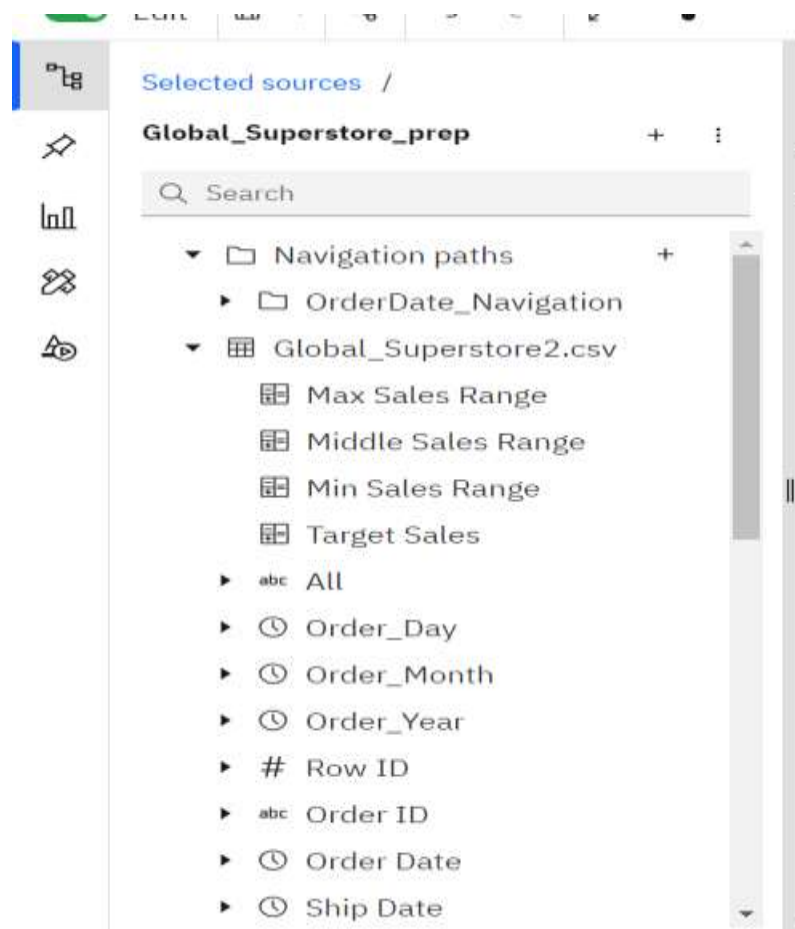 Edit
Selected sources /
Global_Superstore_prep
Search
Navigation paths
OrderDate_Navigation
Global_Superstore2.csv
Max Sales Range
Middle Sales Range
Min Sales Range
Target Sales
abc All
Order_Day
Order_Month
Order_Year
# Row ID
abc Order ID
Order Date
Ship Date